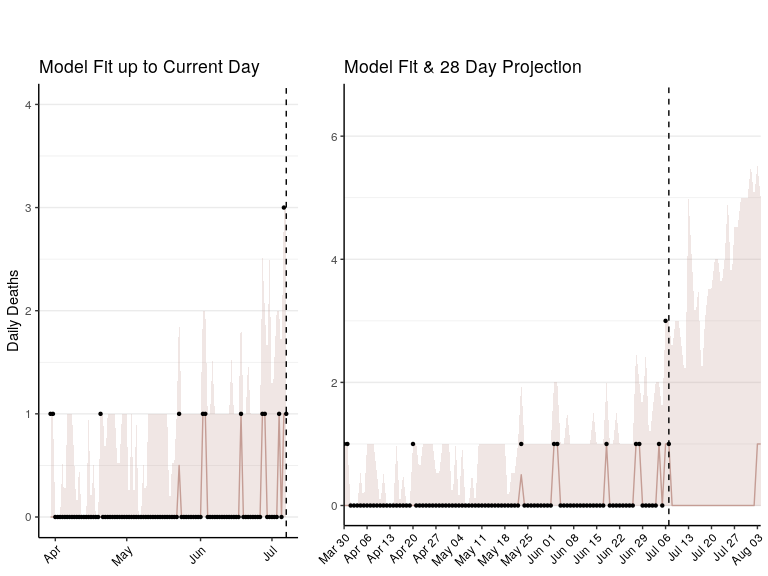 Model Fit up to Current Day
Daily Deaths
4
3
2
1
0
Apr
May
Jun
Jul
Model Fit & 28 Day Projection
6
4
2
0
Mar 30
Apr 06
Apr 13
Apr 20
Apr 27
May 04
May 11
May 18
May 25
Jun 01
Jun 08
Jun 15
Jun 22
Jun 29
Jul 06
Jul 13
Jul 20
Jul 27
Aug 03